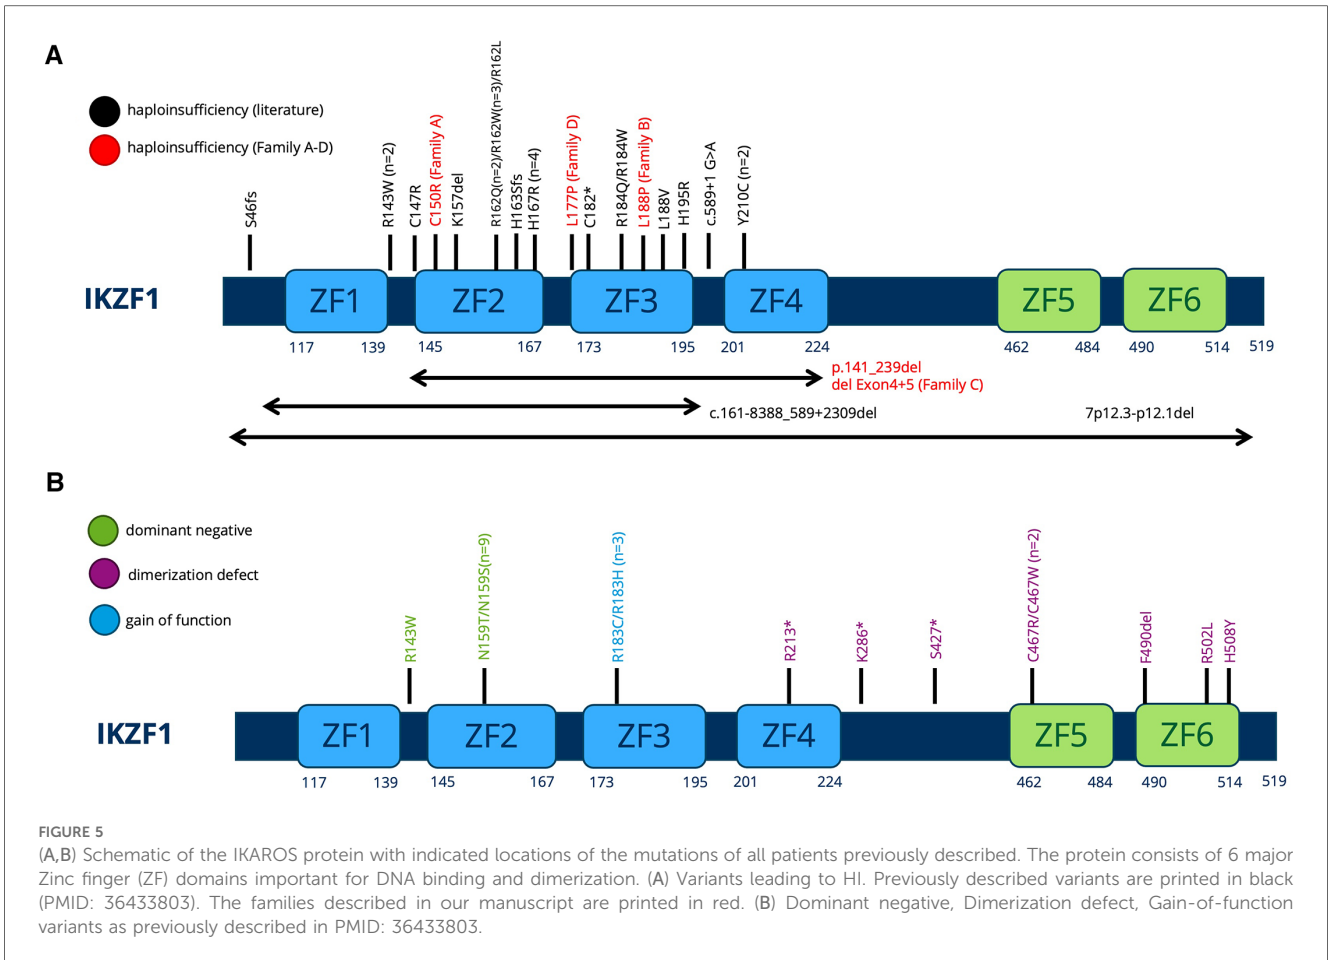 A
haploinsufficiency (literature)
haploinsufficiency (Family A-D)
S46fs
R143W (n=2)
C147R
C150R (Family A)
K157del
R162Q(n=2)/R162W(n=3)/R162L
H163Sfs
H167R (n=4)
L177P (Family D)
C182*
R184Q/R184W
L188P (Family B)
L188V
H195R
c.589+1 G>A
Y210C (n=2)
IKZF1
ZF1 ZF2 ZF3 ZF4 ZF5 ZF6
117 139 145 167 173 195 201 224 462 484 490 514 519
p.141_239del
del Exon4+5 (Family C)
c.161-8388_589+2309del
7p12.3-p12.1del
B
dominant negative
dimerization defect
gain of function
R143W
N159T/N159S(n=9)
R183C/R183H (n=3)
R213*
K286*
S427*
C467R/C467W (n=2)
F490del
R502L
H508Y
IKZF1
ZF1 ZF2 ZF3 ZF4 ZF5 ZF6
117 139 145 167 173 195 201 224 462 484 490 514 519
FIGURE 5
(A,B) Schematic of the IKAROS protein with indicated locations of the mutations of all patients previously described. The protein consists of 6 major
Zinc finger (ZF) domains important for DNA binding and dimerization. (A) Variants leading to HI. Previously described variants are printed in black
(PMID: 36433803). The families described in our manuscript are printed in red. (B) Dominant negative, Dimerization defect, Gain-of-function
variants as previously described in PMID: 36433803.